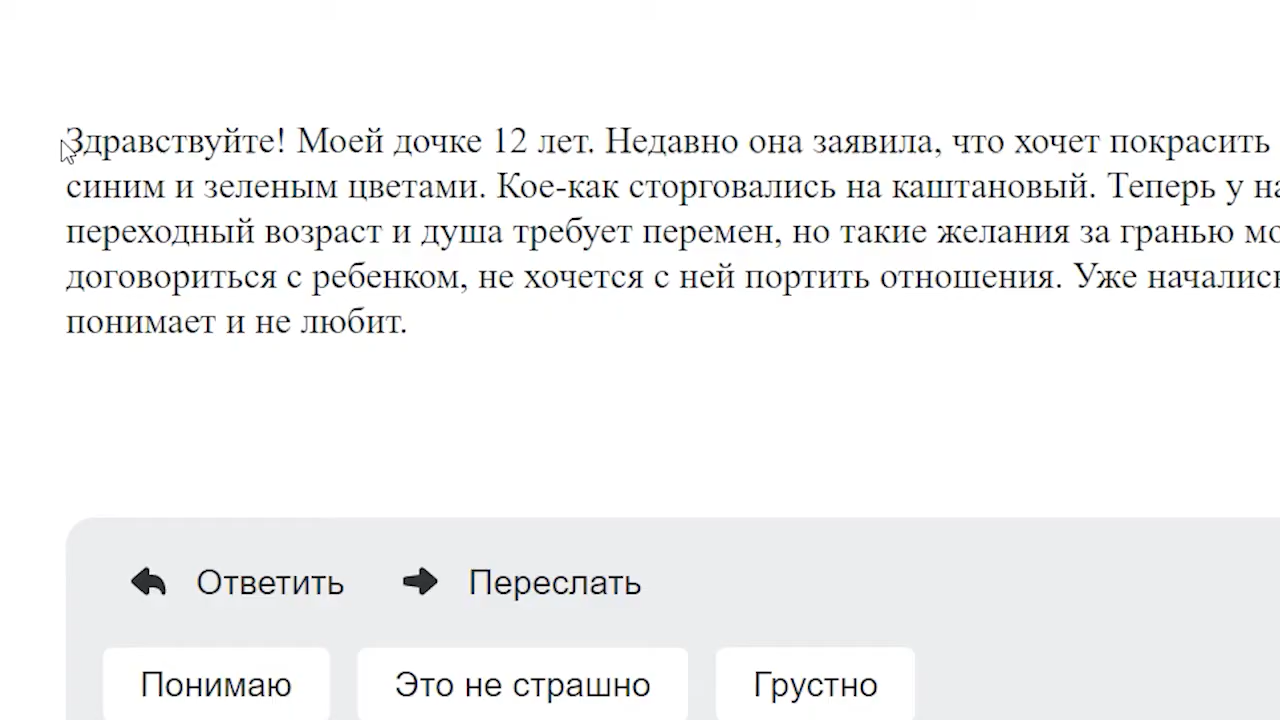 Здравствуйте! Моей дочке 12 лет. Недавно она заявила, что хочет покрасить
синим и зеленым цветами. Кое-как сторговались на каштановый. Теперь у
переходный возраст и душа требует перемен, но такие желания за гранью
договориться с ребенком, не хочется с ней портить отношения. Уже
понимает и не любит.
Ответить Переслать
Понимаю Это не страшно Грустно